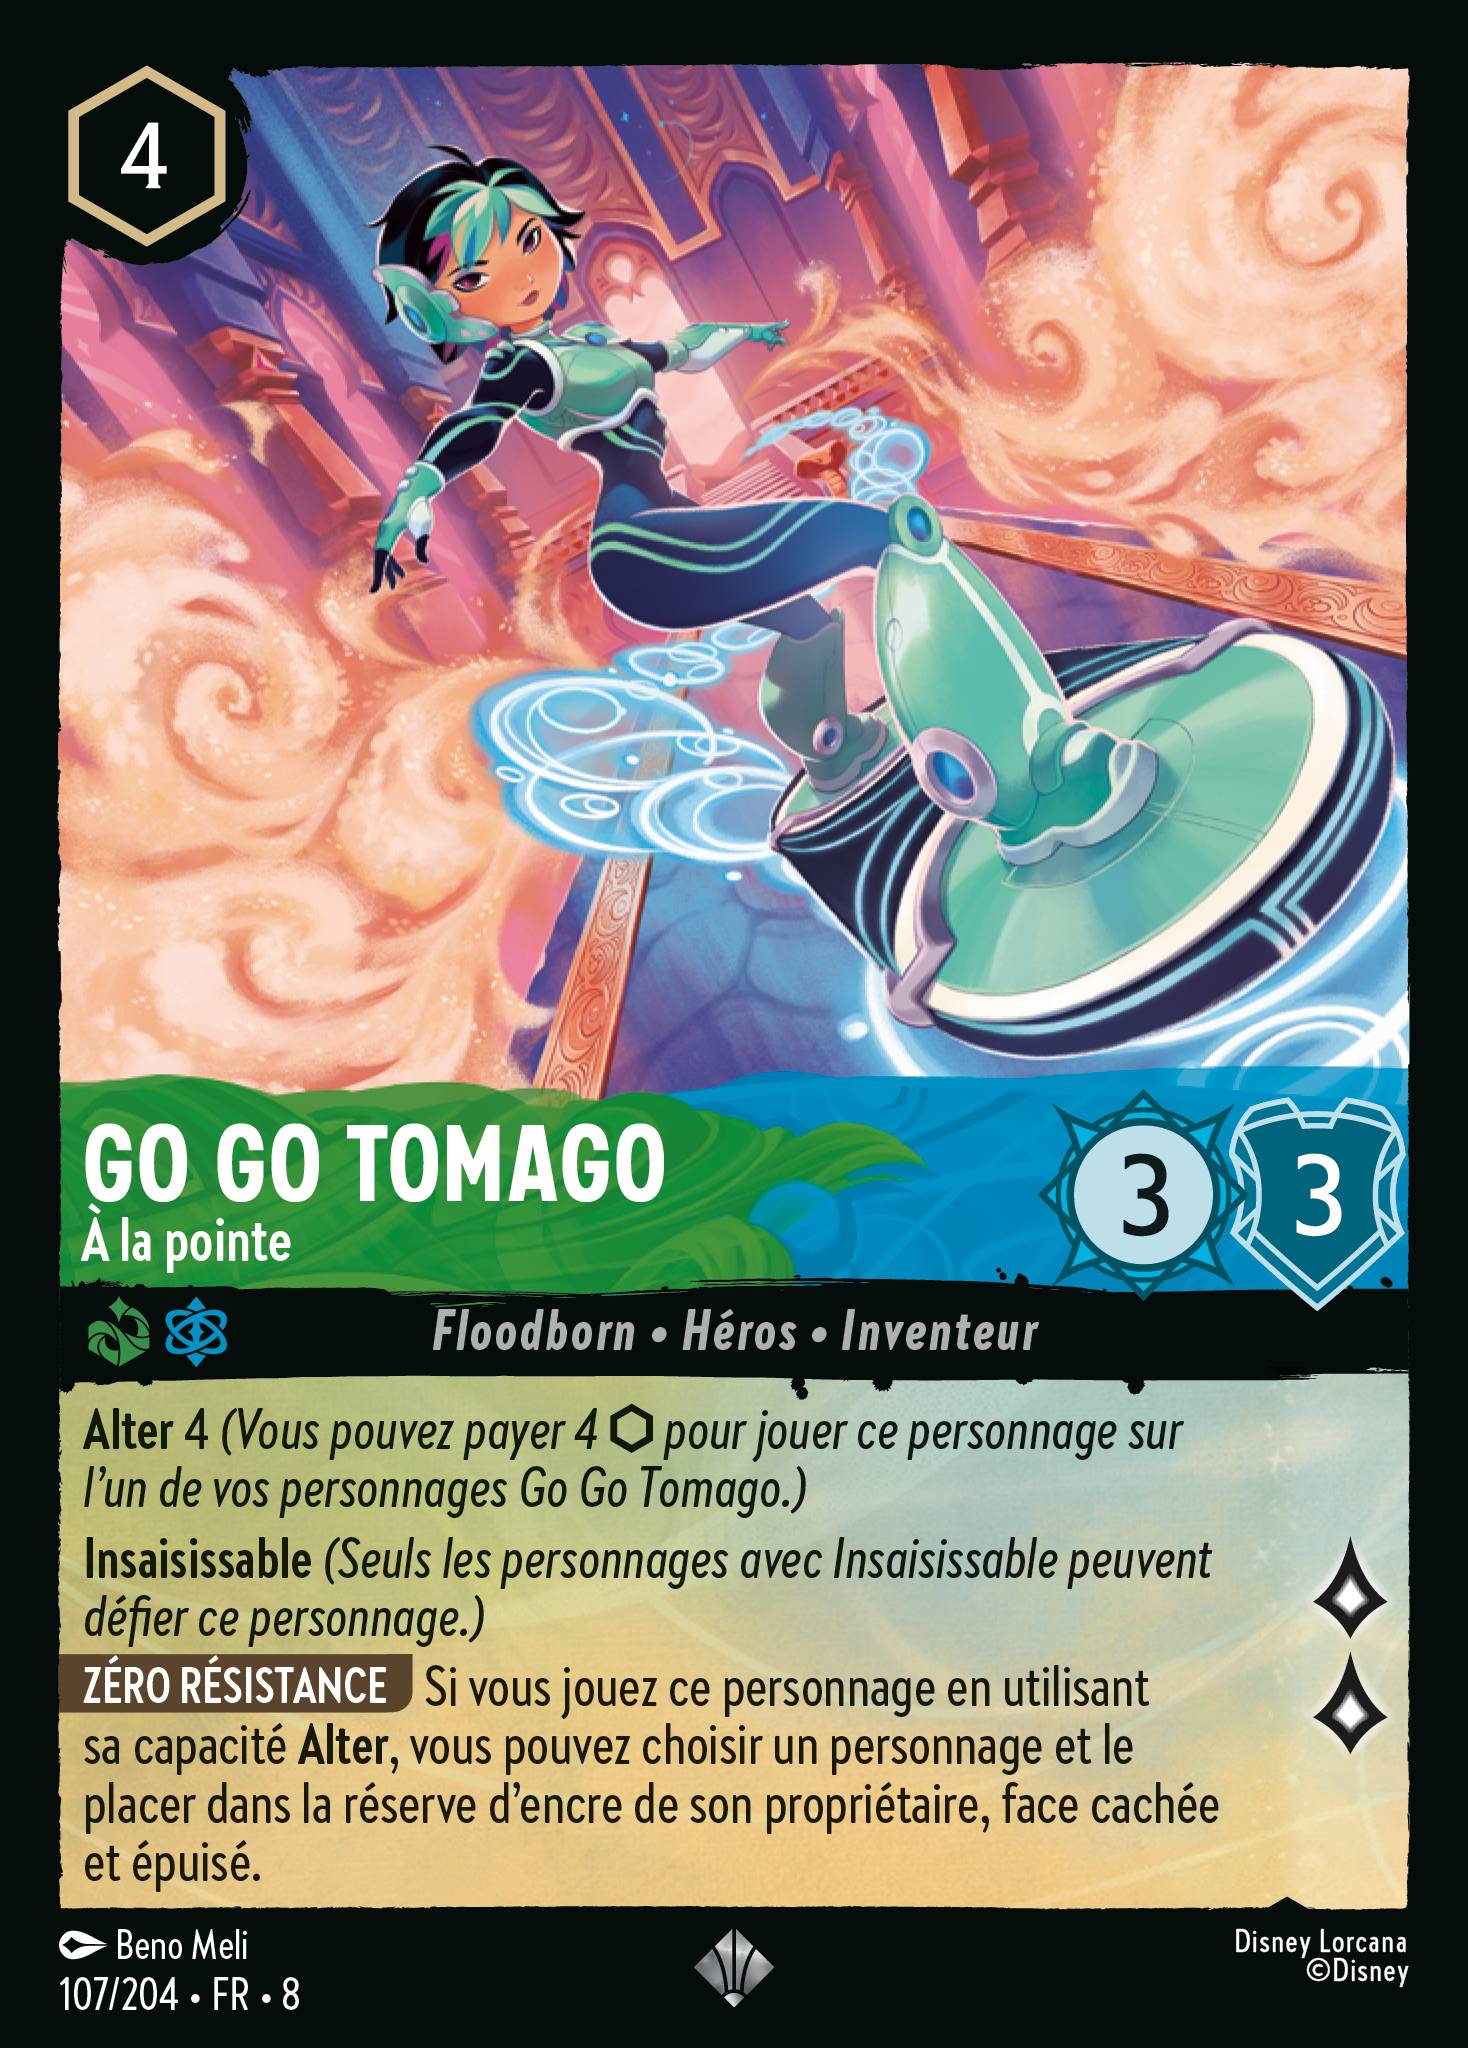 4
GO GO TOMAGO
À la pointe
3
3
Floodborn • Héros • Inventeur
Alter 4 (Vous pouvez payer 4 ⬡ pour jouer ce personnage sur
l'un de vos personnages Go Go Tomago.)
Insaisissable (Seuls les personnages avec Insaisissable peuvent
défier ce personnage.)
ZÉRO RÉSISTANCE Si vous jouez ce personnage en utilisant
sa capacité Alter, vous pouvez choisir un personnage et le
placer dans la réserve d'encre de son propriétaire, face cachée
et épuisé.
Beno Meli
107/204 • FR • 8
Disney Lorcana
©Disney